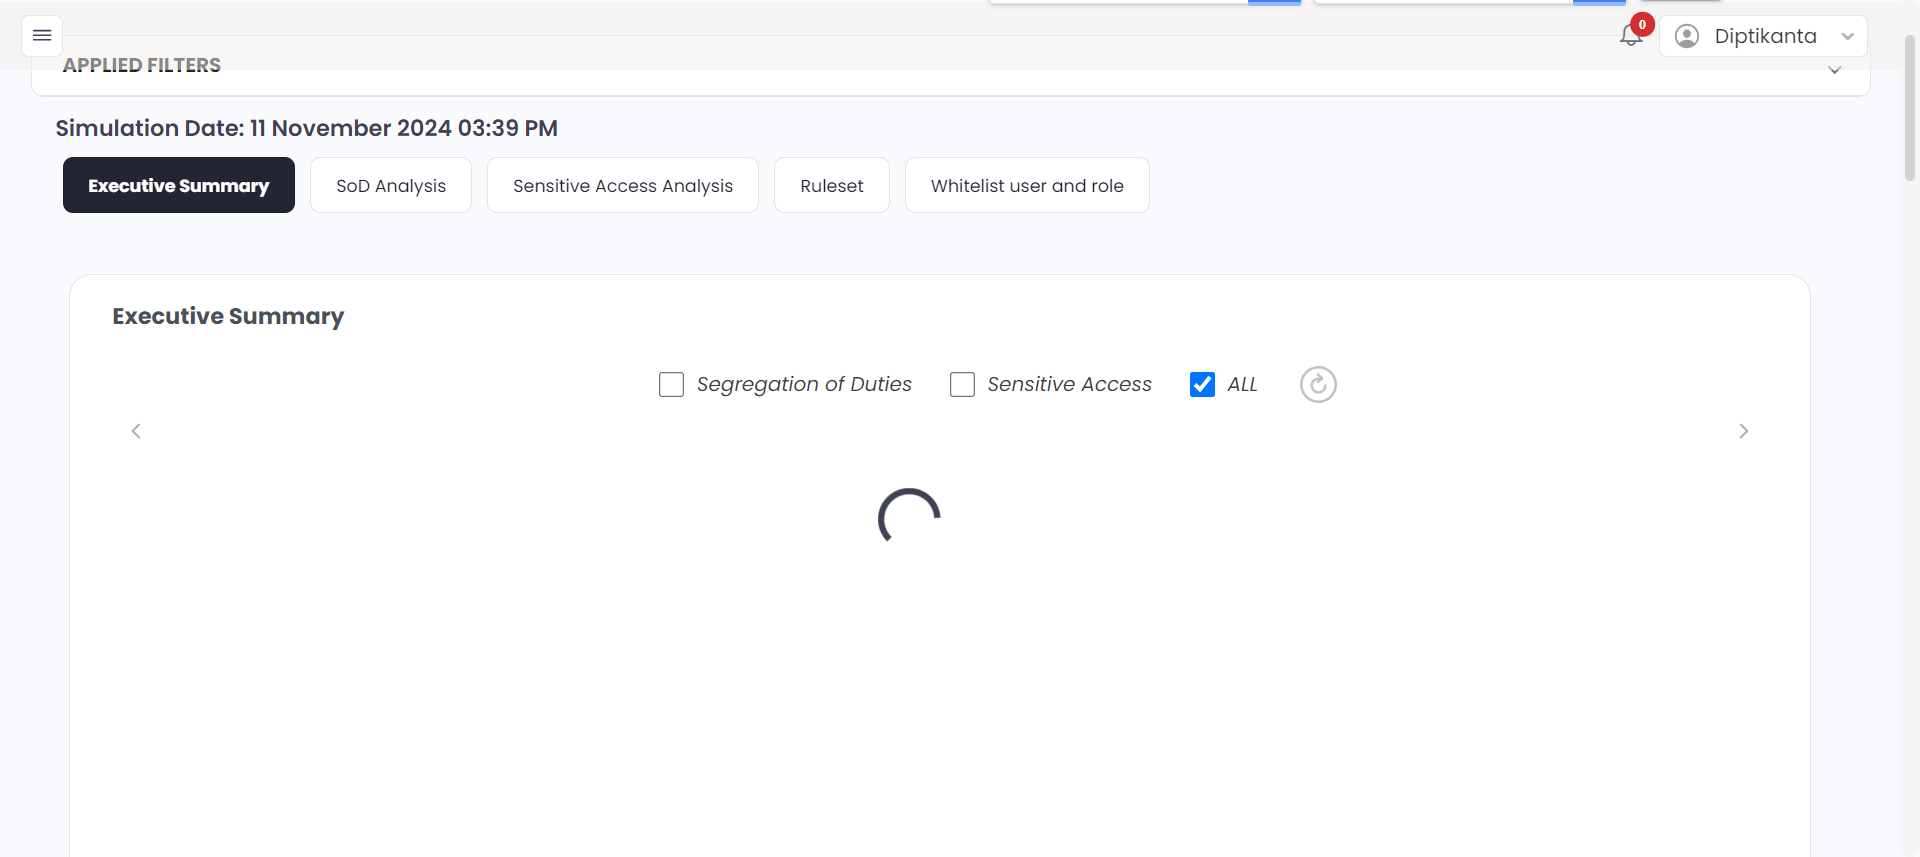 0
Diptikanta
APPLIED FILTERS
Simulation Date: 11 November 2024 03:39 PM
Executive Summary
SoD Analysis
Sensitive Access Analysis
Ruleset
Whitelist user and role
Executive Summary
Segregation of Duties
Sensitive Access
ALL